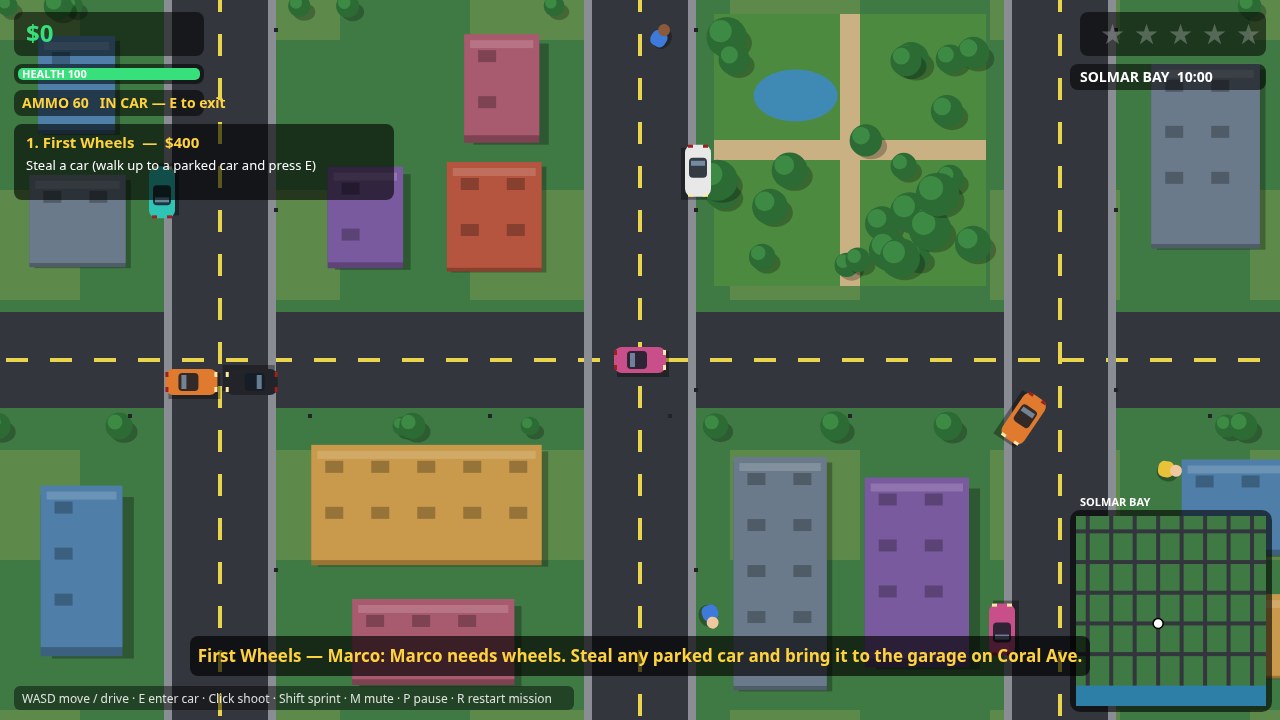 $0
HEALTH 100
AMMO 60 IN CAR — E to exit
1. First Wheels — $400
Steal a car (walk up to a parked car and press E)
SOLMAR BAY 10:00
SOLMAR BAY
First Wheels — Marco: Marco needs wheels. Steal any parked car and bring it to the garage on Coral Ave.
WASD move / drive · E enter car · Click shoot · Shift sprint · M mute · P pause · R restart mission